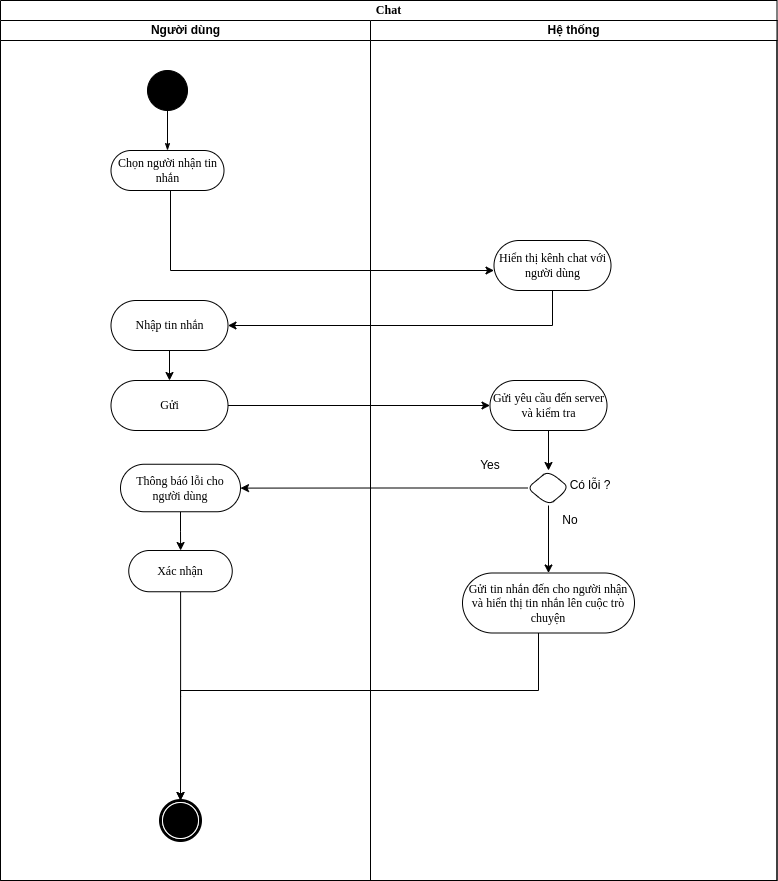 Chat
Người dùng
Hệ thống
Chọn người nhận tin
nhắn
Hiển thị kênh chat với
người dùng
Nhập tin nhắn
Gửi
Gửi yêu cầu đến server
và kiểm tra
Yes
Có lỗi ?
Thông báó lỗi cho
người dùng
No
Xác nhận
Gửi tin nhắn đến cho người nhận
và hiển thị tin nhắn lên cuộc trò
chuyện